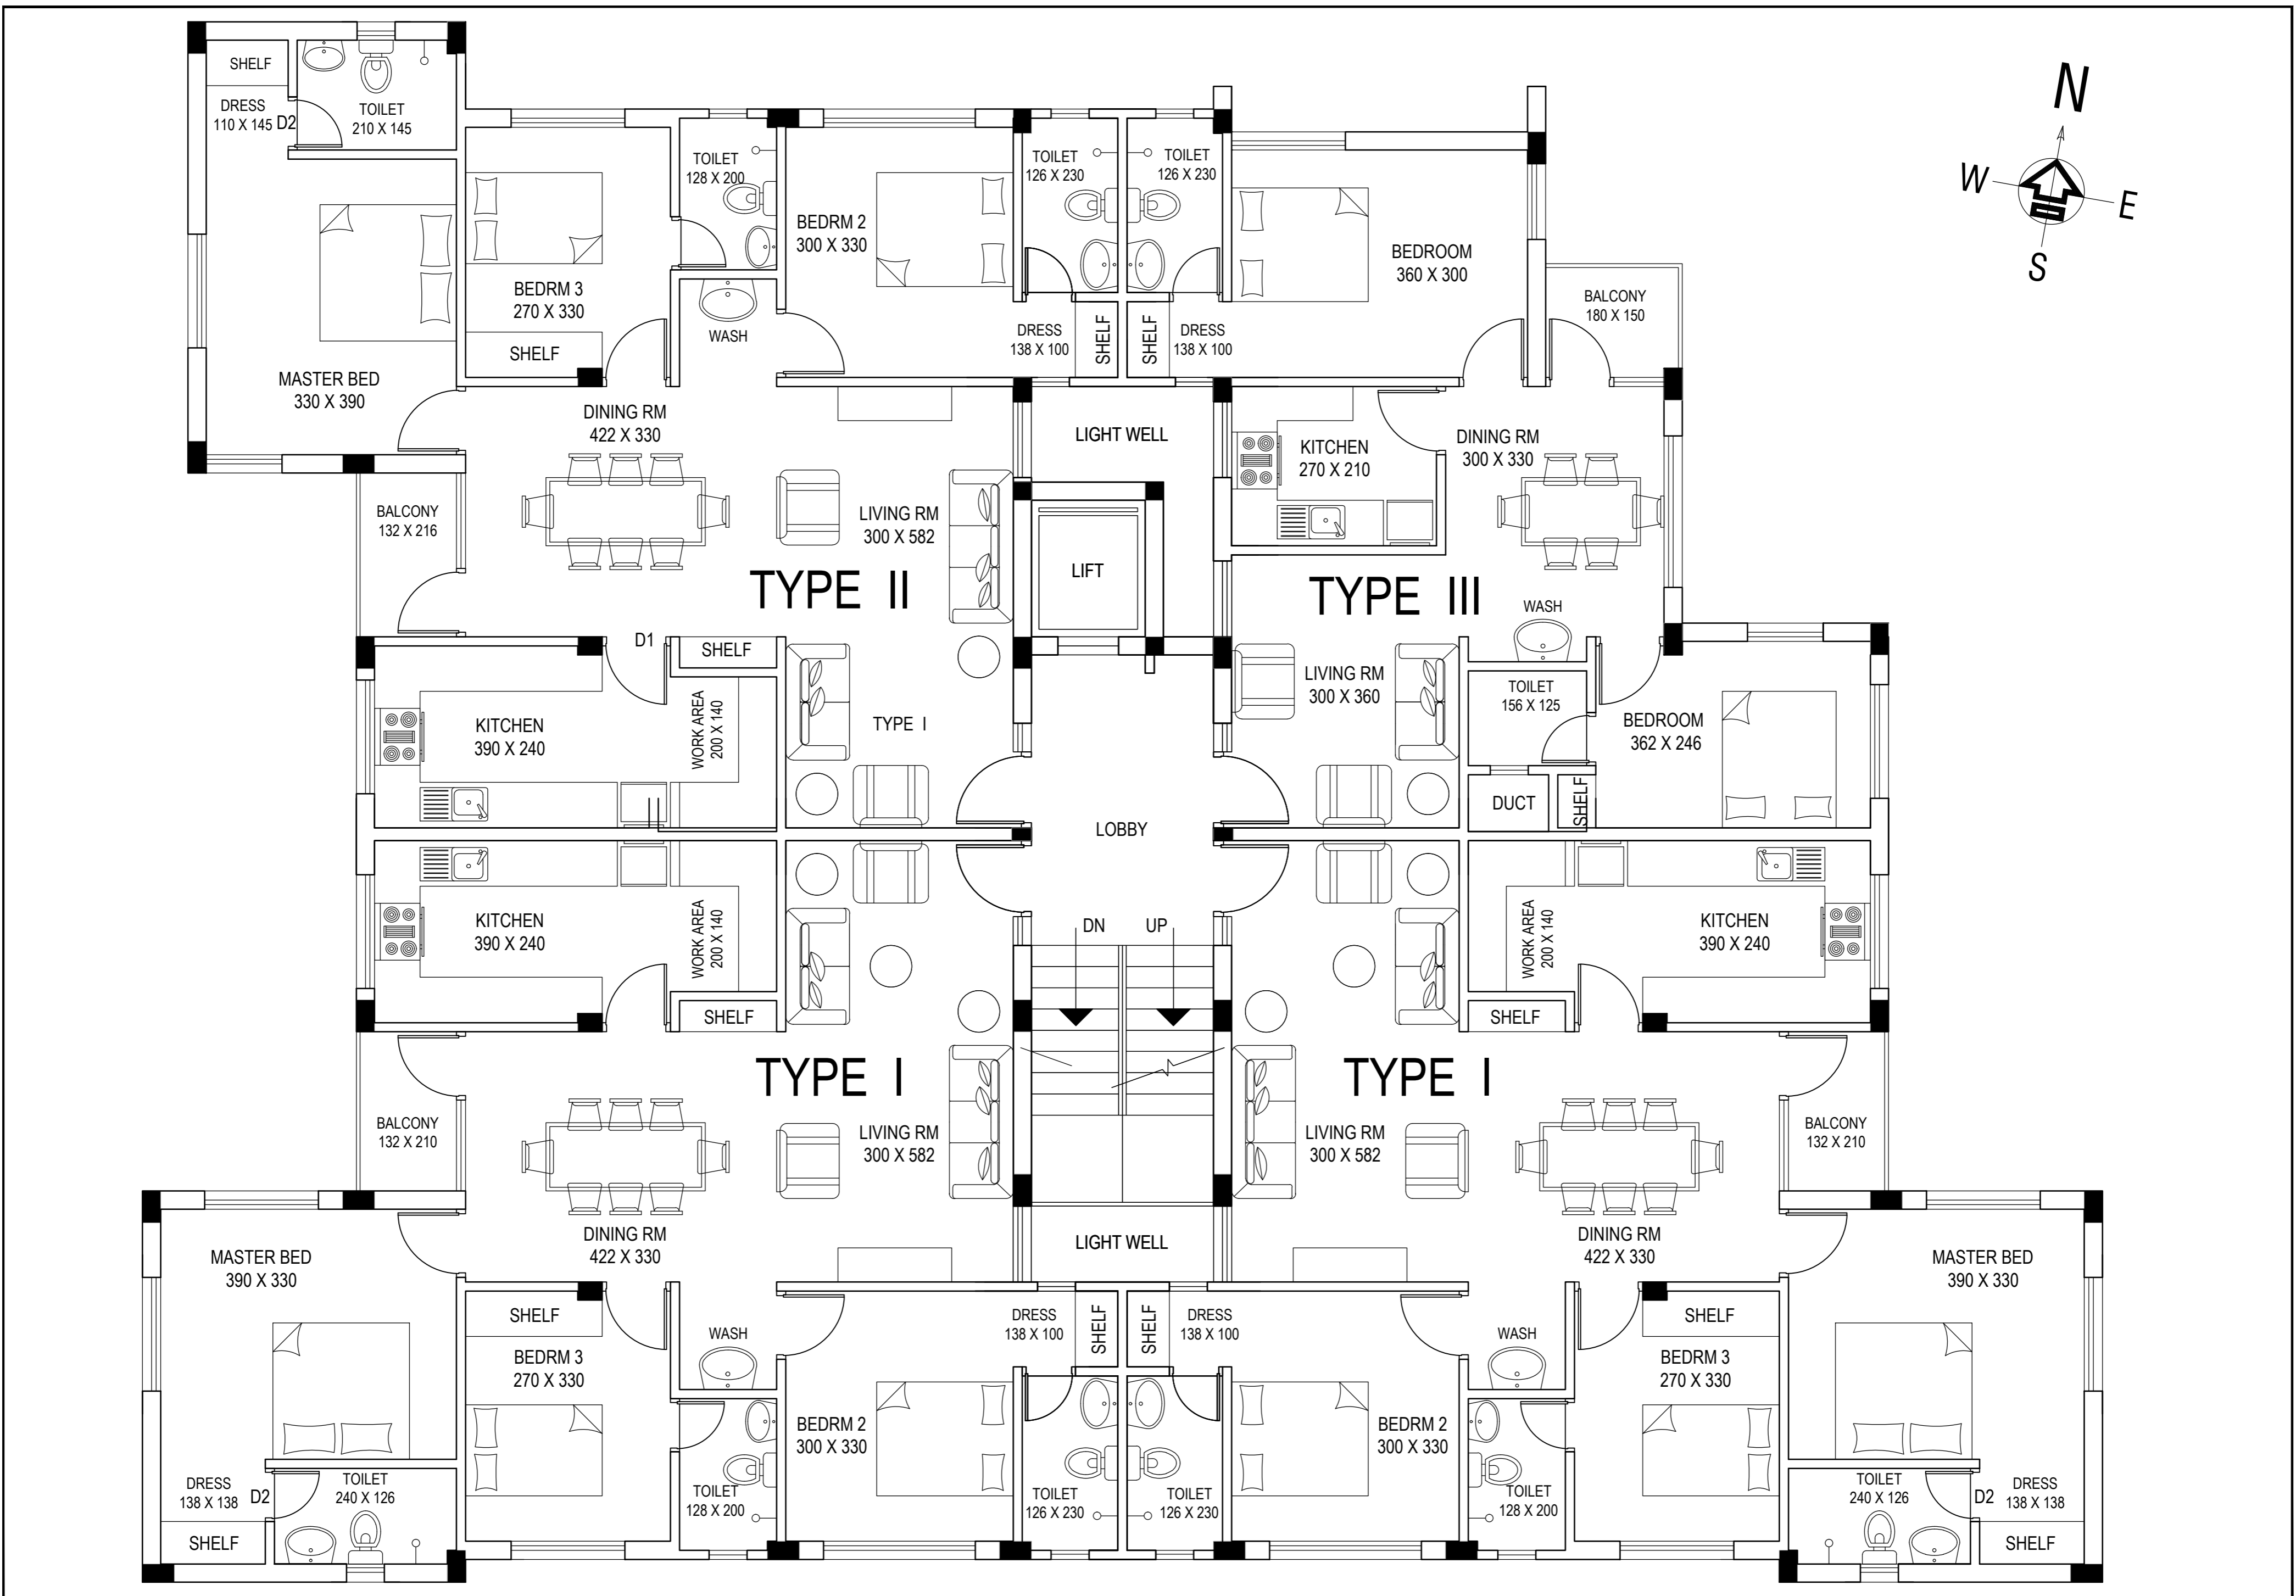 N
W
E
S
SHELF
DRESS
110 X 145
D2
TOILET
210 X 145
MASTER BED
330 X 390
BEDRM 3
270 X 330
SHELF
TOILET
128 X 200
WASH
BEDRM 2
300 X 330
TOILET
126 X 230
DRESS
138 X 100
SHELF
TOILET
126 X 230
SHELF
DRESS
138 X 100
BEDROOM
360 X 300
BALCONY
180 X 150
DINING RM
422 X 330
BALCONY
132 X 216
LIVING RM
300 X 582
TYPE II
LIGHT WELL
LIFT
KITCHEN
270 X 210
DINING RM
300 X 330
TYPE III
WASH
D1
SHELF
KITCHEN
390 X 240
WORK AREA
200 X 140
TYPE I
LIVING RM
300 X 360
TOILET
156 X 125
BEDROOM
362 X 246
DUCT
SHELF
LOBBY
KITCHEN
390 X 240
WORK AREA
200 X 140
SHELF
DN
UP
WORK AREA
200 X 140
KITCHEN
390 X 240
SHELF
TYPE I
TYPE I
BALCONY
132 X 210
LIVING RM
300 X 582
LIVING RM
300 X 582
BALCONY
132 X 210
DINING RM
422 X 330
LIGHT WELL
DINING RM
422 X 330
MASTER BED
390 X 330
MASTER BED
390 X 330
SHELF
BEDRM 3
270 X 330
WASH
DRESS
138 X 100
SHELF
SHELF
DRESS
138 X 100
WASH
SHELF
BEDRM 3
270 X 330
BEDRM 2
300 X 330
BEDRM 2
300 X 330
DRESS
138 X 138
D2
SHELF
TOILET
240 X 126
TOILET
128 X 200
TOILET
126 X 230
TOILET
126 X 230
TOILET
128 X 200
TOILET
240 X 126
D2
DRESS
138 X 138
SHELF